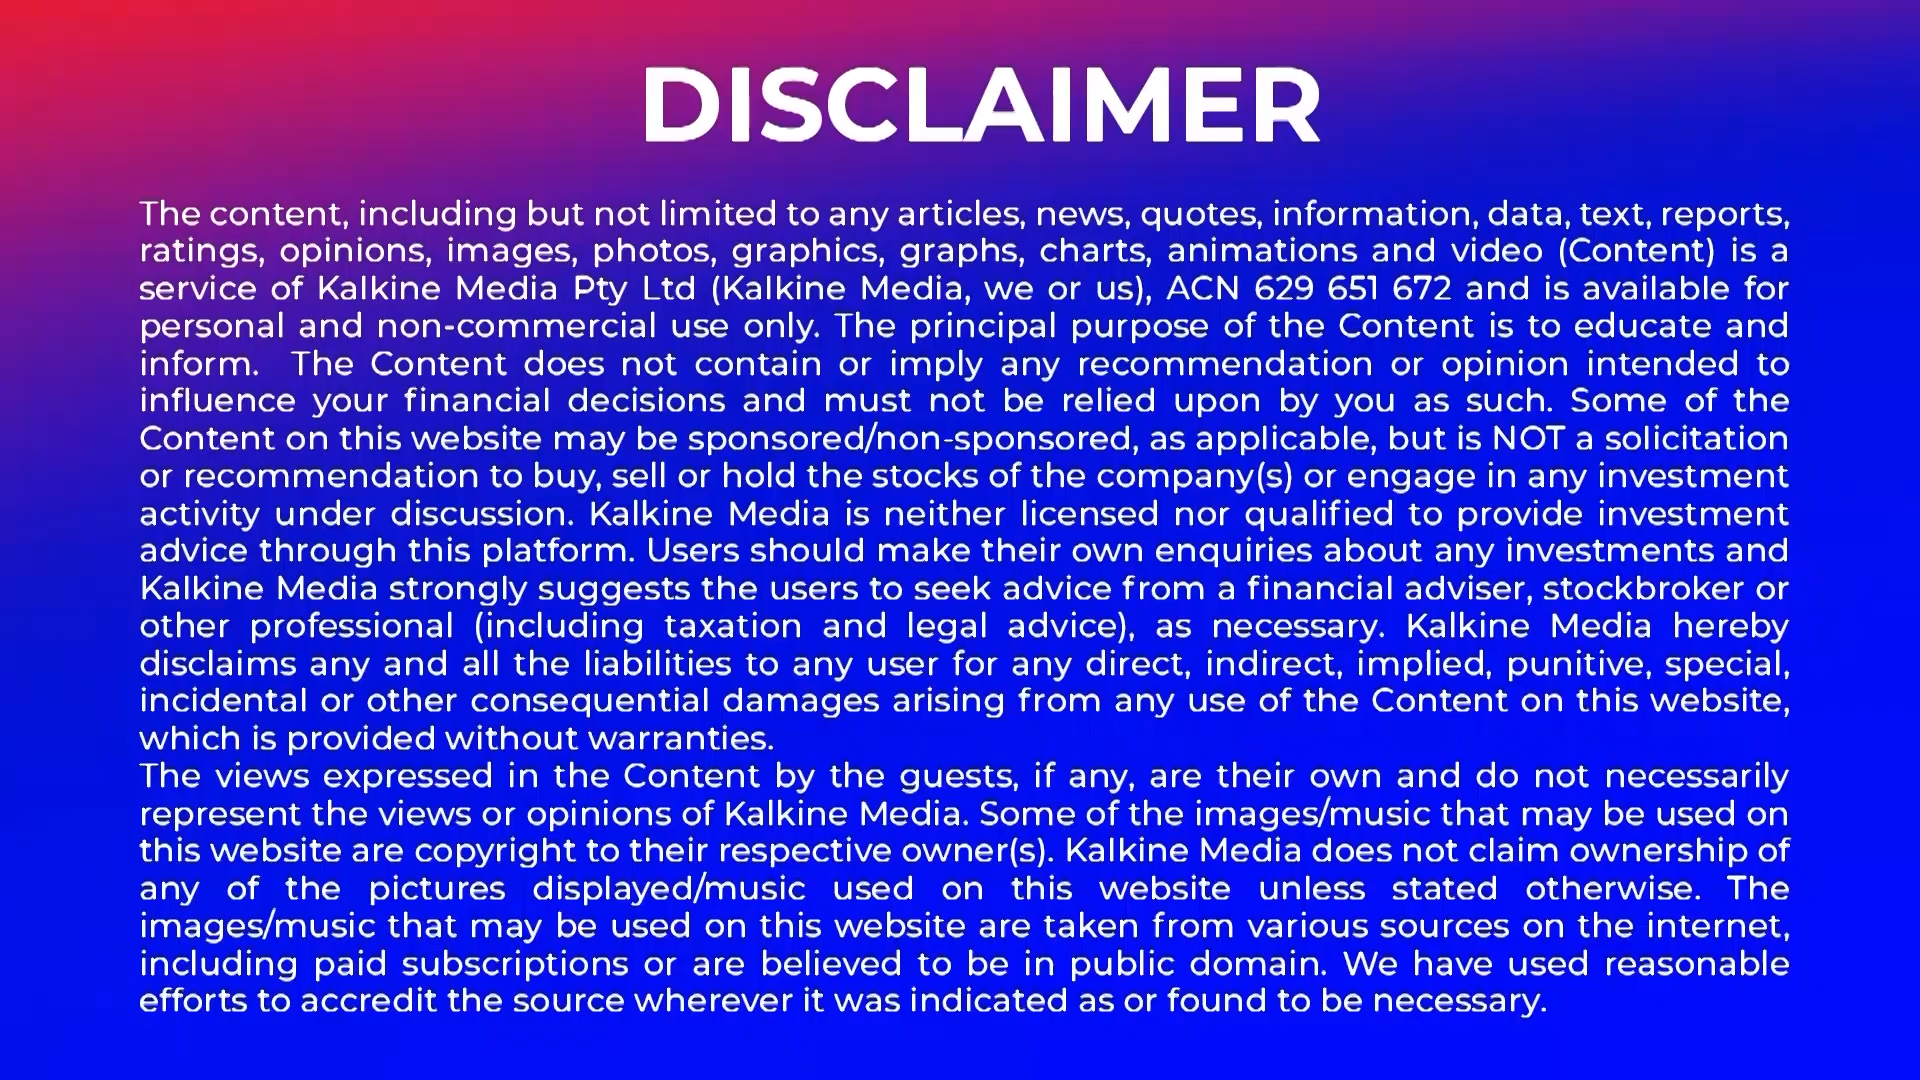 DISCLAIMER
The content, including but not limited to any articles, news, quotes, information, data, text, reports,
ratings, opinions, images, photos, graphics, graphs, charts, animations and video (Content) is a
service of Kalkine Media Pty Ltd (Kalkine Media, we or us), ACN 629 651 672 and is available for
personal and non-commercial use only. The principal purpose of the Content is to educate and
inform.  The Content does not contain or imply any recommendation or opinion intended to
influence your financial decisions and must not be relied upon by you as such. Some of the
Content on this website may be sponsored/non-sponsored, as applicable, but is NOT a solicitation
or recommendation to buy, sell or hold the stocks of the company(s) or engage in any investment
activity under discussion. Kalkine Media is neither licensed nor qualified to provide investment
advice through this platform. Users should make their own enquiries about any investments and
Kalkine Media strongly suggests the users to seek advice from a financial adviser, stockbroker or
other professional (including taxation and legal advice), as necessary. Kalkine Media hereby
disclaims any and all the liabilities to any user for any direct, indirect, implied, punitive, special,
incidental or other consequential damages arising from any use of the Content on this website,
which is provided without warranties.
The views expressed in the Content by the guests, if any, are their own and do not necessarily
represent the views or opinions of Kalkine Media. Some of the images/music that may be used on
this website are copyright to their respective owner(s). Kalkine Media does not claim ownership of
any of the pictures displayed/music used on this website unless stated otherwise. The
images/music that may be used on this website are taken from various sources on the internet,
including paid subscriptions or are believed to be in public domain. We have used reasonable
efforts to accredit the source wherever it was indicated as or found to be necessary.